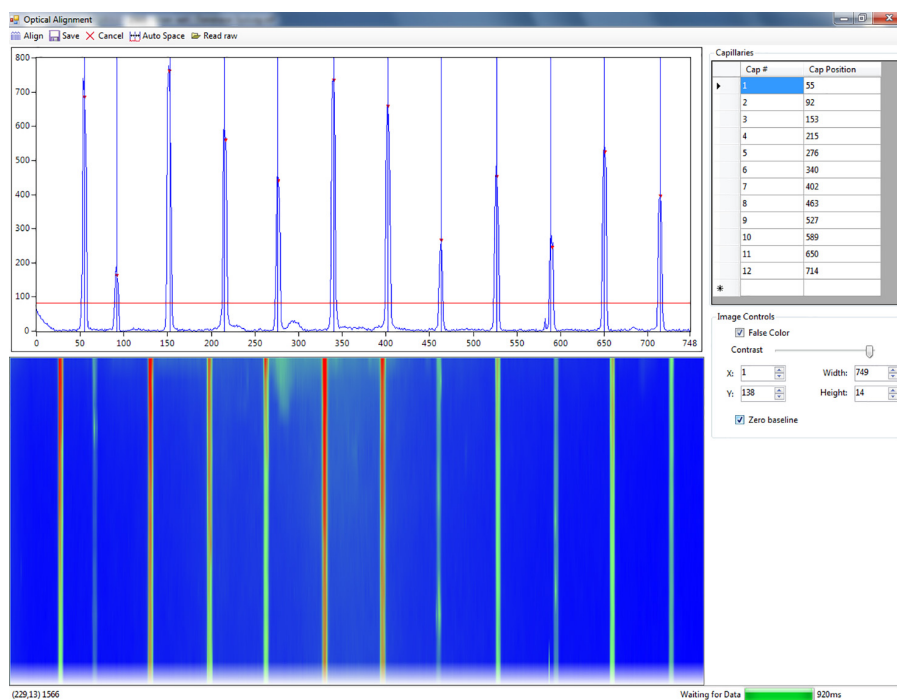 Optical Alignment
Align Save Cancel Auto Space Read raw
800
700
600
500
400
300
200
100
0
0 50 100 150 200 250 300 350 400 450 500 550 600 650 700 748
Capillaries
Cap # Cap Position
1 55
2 92
3 153
4 215
5 276
6 340
7 402
8 463
9 527
10 589
11 650
12 714
Image Controls
False Color
Contrast
X: 1 Width: 749
Y: 138 Height: 14
Zero baseline
(229,13) 1566
Waiting for Data 920ms